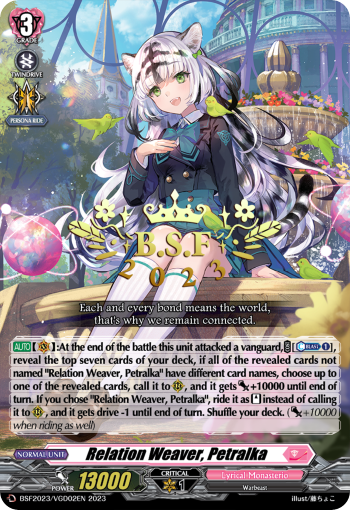 3
GRADE
TWINDRIVE
PERSONA RIDE
B.S.F
2023
Each and every bond means the world,
that's why we remain connected.
AUTO : At the end of the battle this unit attacked a vanguard, [ BLAST 1 ],
reveal the top seven cards of your deck, if all of the revealed cards not
named "Relation Weaver, Petralka" have different card names, choose up to
one of the revealed cards, call it to , and it gets +10000 until end of
turn. If you chose "Relation Weaver, Petralka", ride it as instead of calling
it to , and it gets drive -1 until end of turn. Shuffle your deck. ( +10000
when riding as well)
NORMAL UNIT
Relation Weaver, Petralka
POWER 13000
CRITICAL
1
Lyrical Monasterio
Warbeast
BSF2023/VGD02EN 2023
illust/藤ちょこ